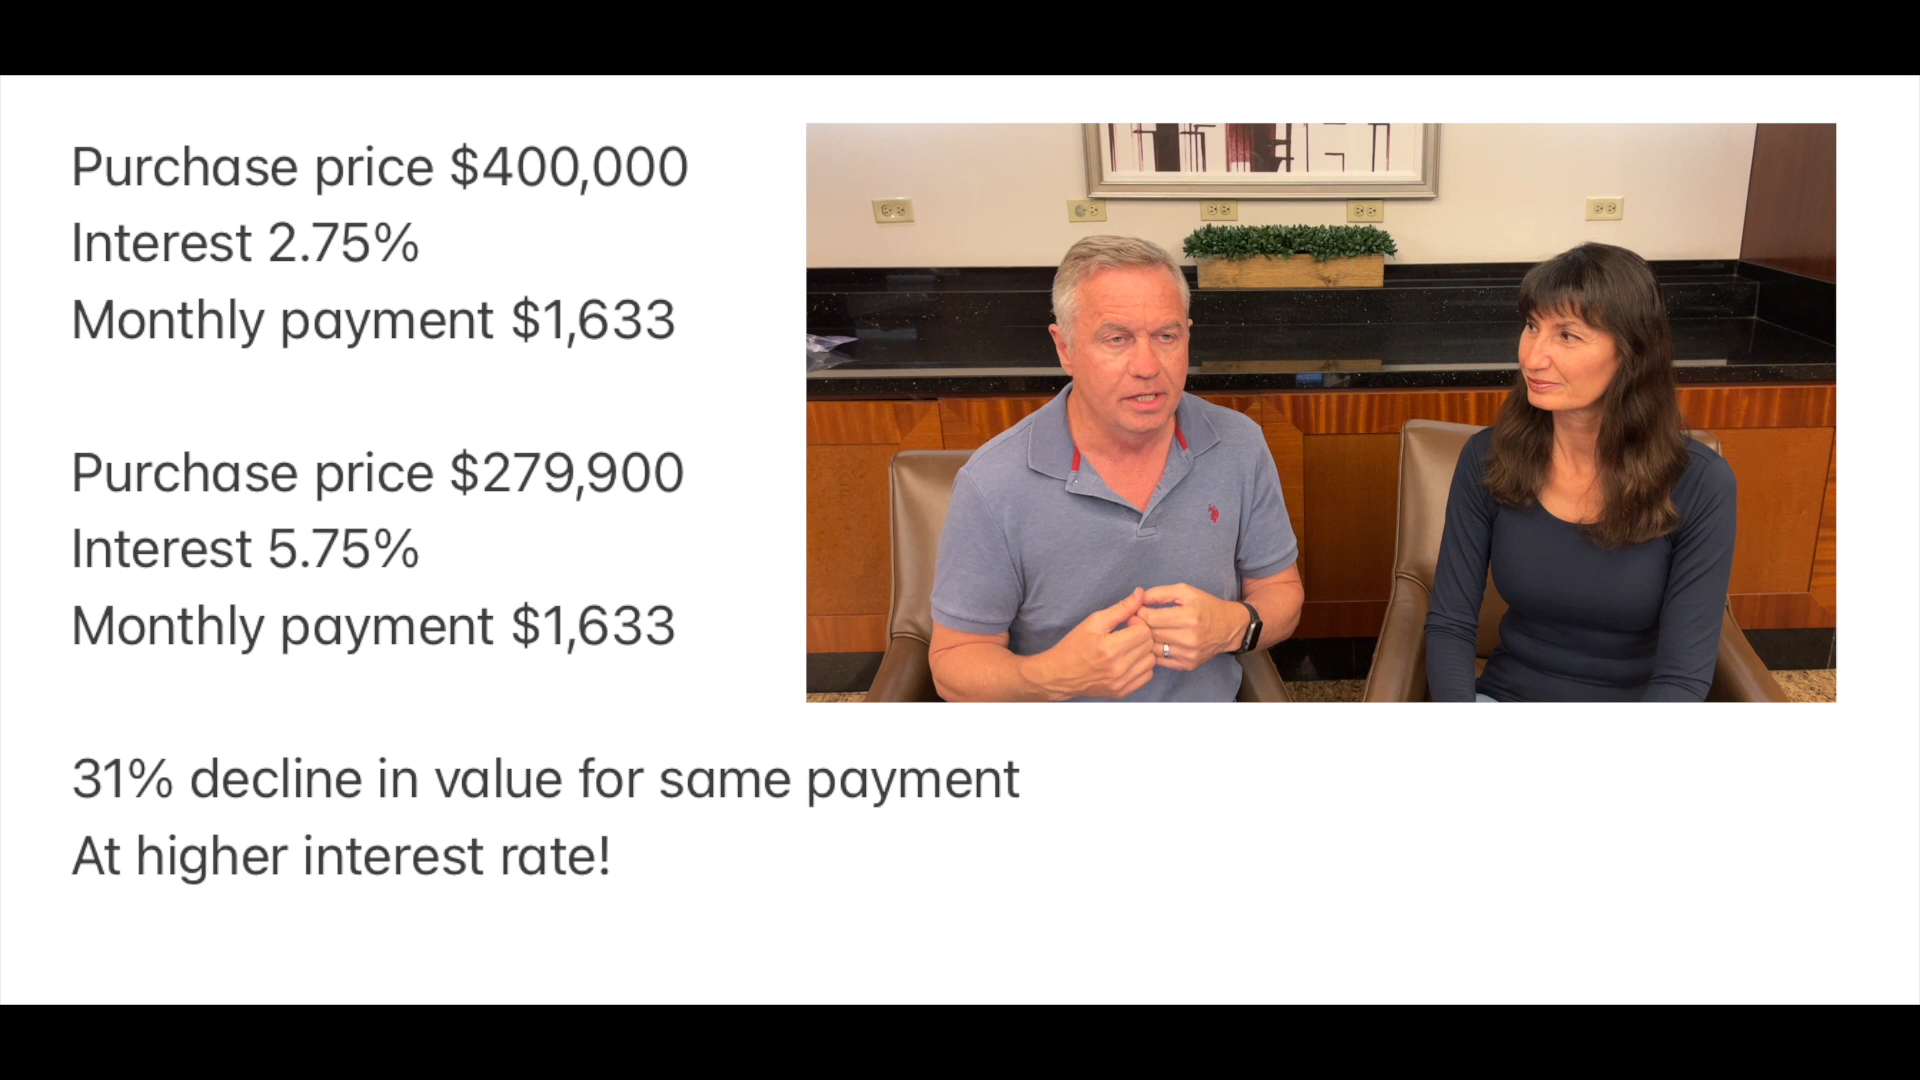 Purchase price $400,000
Interest 2.75%
Monthly payment $1,633
Purchase price $279,900
Interest 5.75%
Monthly payment $1,633
31% decline in value for same payment
At higher interest rate!